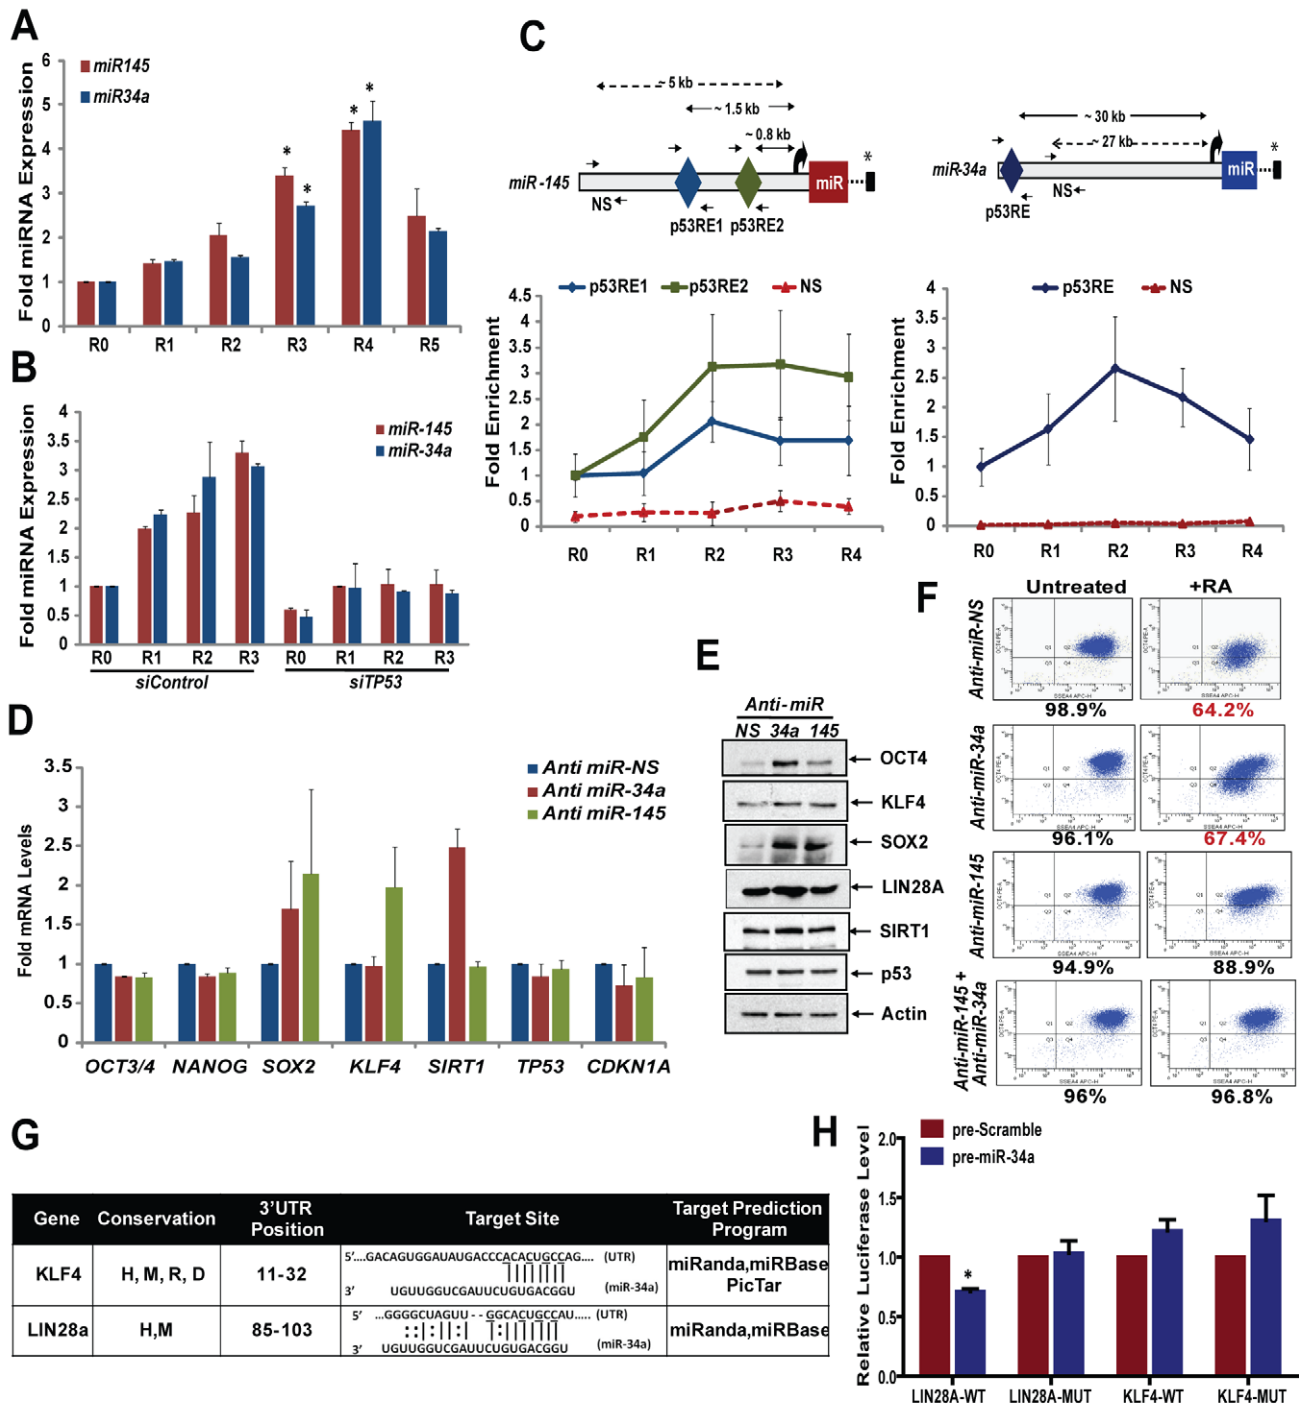 A
Fold miRNA Expression
6
5
4
3
2
1
0
miR145
miR34a
*
*
*
*
R0 R1 R2 R3 R4 R5
B
Fold miRNA Expression
4
3.5
3
2.5
2
1.5
1
0.5
0
miR-145
miR-34a
R0 R1 R2 R3 R0 R1 R2 R3
siControl siTP53
C
~ 5 kb
~ 1.5 kb
~ 0.8 kb
miR -145
miR
*
NS
p53RE1 p53RE2
~ 30 kb
~ 27 kb
miR-34a
miR
*
NS
p53RE
p53RE1 p53RE2 NS
Fold Enrichment
4.5
4
3.5
3
2.5
2
1.5
1
0.5
0
R0 R1 R2 R3 R4
p53RE NS
Fold Enrichment
4
3.5
3
2.5
2
1.5
1
0.5
0
R0 R1 R2 R3 R4
D
Fold mRNA Levels
3.5
3
2.5
2
1.5
1
0.5
0
Anti miR-NS
Anti miR-34a
Anti miR-145
OCT3/4 NANOG SOX2 KLF4 SIRT1 TP53 CDKN1A
E
Anti-miR
NS 34a 145
OCT4
KLF4
SOX2
LIN28A
SIRT1
p53
Actin
F
Untreated +RA
Anti-miR-NS
98.9% 64.2%
Anti-miR-34a
96.1% 67.4%
Anti-miR-145
94.9% 88.9%
Anti-miR-145 +
Anti-miR-34a
96% 96.8%
OCT4 PE-A
SSEA4 APC-H
Q1 Q2
Q3 Q4
G
Gene Conservation 3'UTR Position Target Site Target Prediction Program
KLF4 H, M, R, D 11-32
5'....GACAGUGGAUAUGACCCACACUGCCAG.... (UTR)
3' UGUUGGUCGAUUCUGUGACGGU (miR-34a)
miRanda,miRBase
PicTar
LIN28a H,M 85-103
5' ...GGGGCUAGUU - - GGCACUGCCAU..... (UTR)
3' UGUUGGUCGAUUCUGUGACGGU (miR-34a)
miRanda,miRBase
H
Relative Luciferase Level
2.0
1.5
1.0
0.5
0.0
pre-Scramble
pre-miR-34a
*
LIN28A-WT LIN28A-MUT KLF4-WT KLF4-MUT